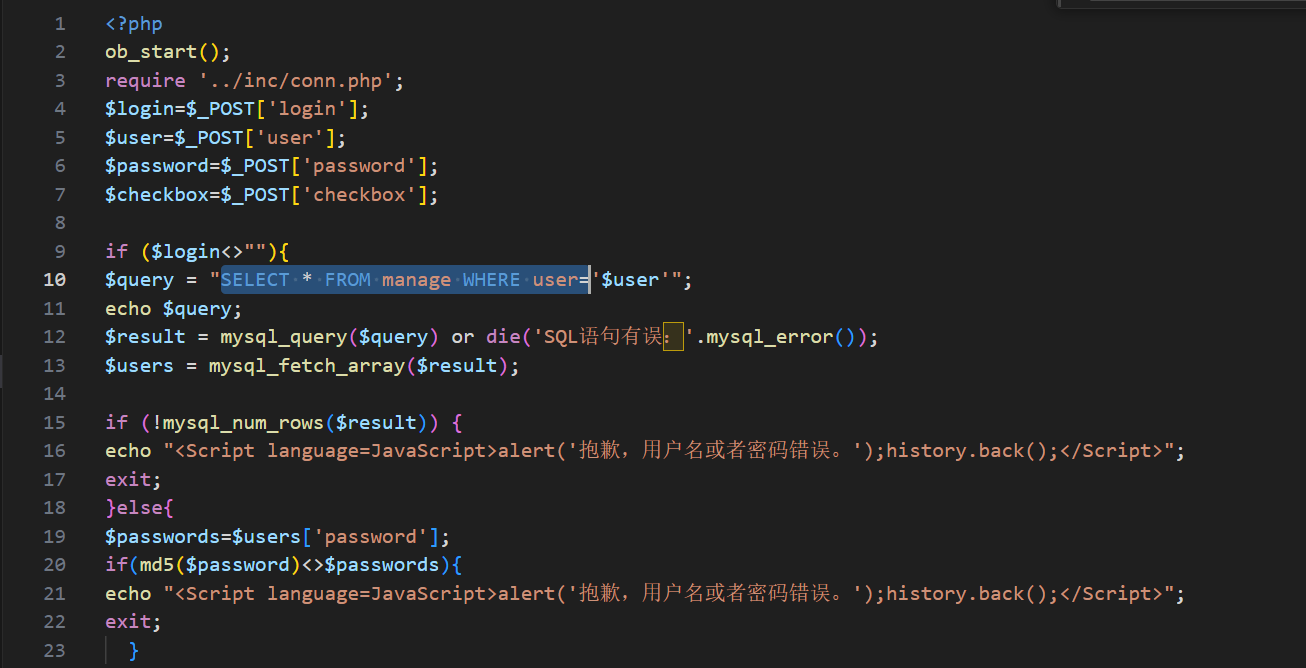 1 <?php
2 ob_start();
3 require '../inc/conn.php';
4 $login=$_POST['login'];
5 $user=$_POST['user'];
6 $password=$_POST['password'];
7 $checkbox=$_POST['checkbox'];
8
9 if ($login<>""){
10 $query = "SELECT * FROM manage WHERE user='$user'";
11 echo $query;
12 $result = mysql_query($query) or die('SQL语句有误：'.mysql_error());
13 $users = mysql_fetch_array($result);
14
15 if (!mysql_num_rows($result)) {
16 echo "<Script language=JavaScript>alert('抱歉，用户名或者密码错误。');history.back();</Script>";
17 exit;
18 }else{
19 $passwords=$users['password'];
20 if(md5($password)<>$passwords){
21 echo "<Script language=JavaScript>alert('抱歉，用户名或者密码错误。');history.back();</Script>";
22 exit;
23 }